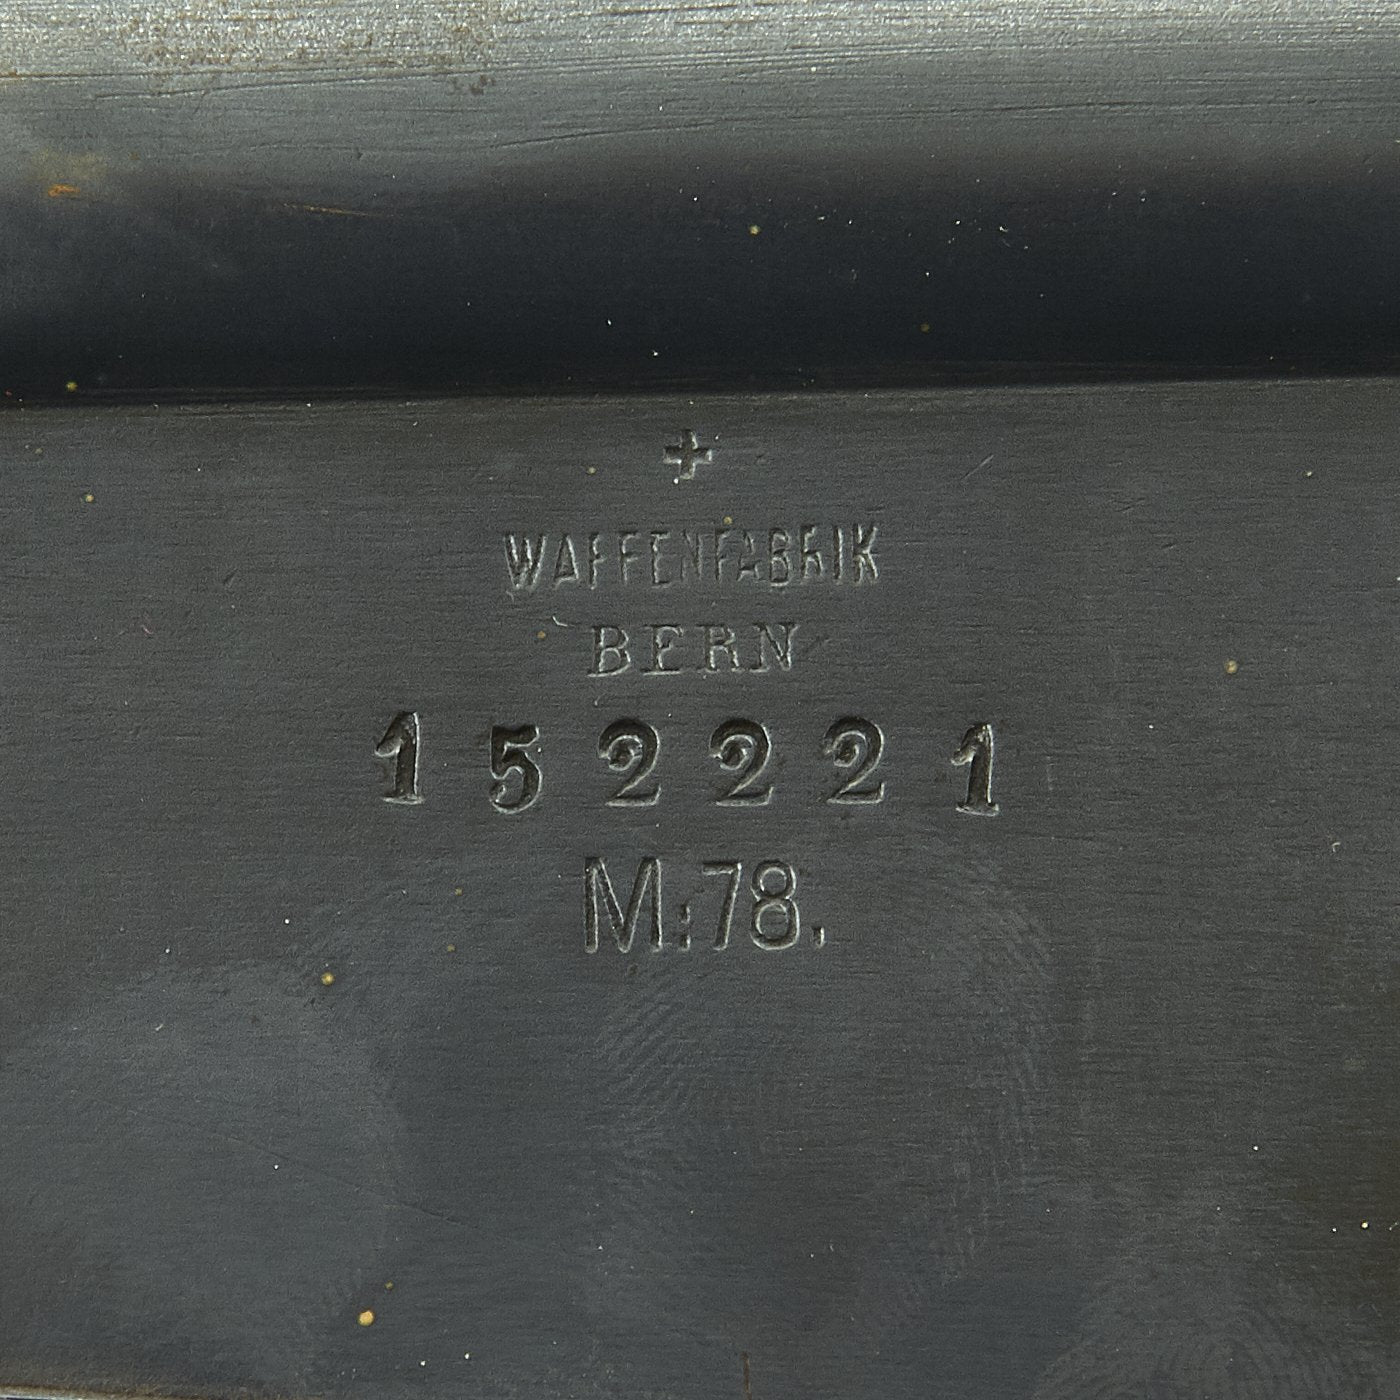 WAFFENFABRIK
BERN
152221
M:78.